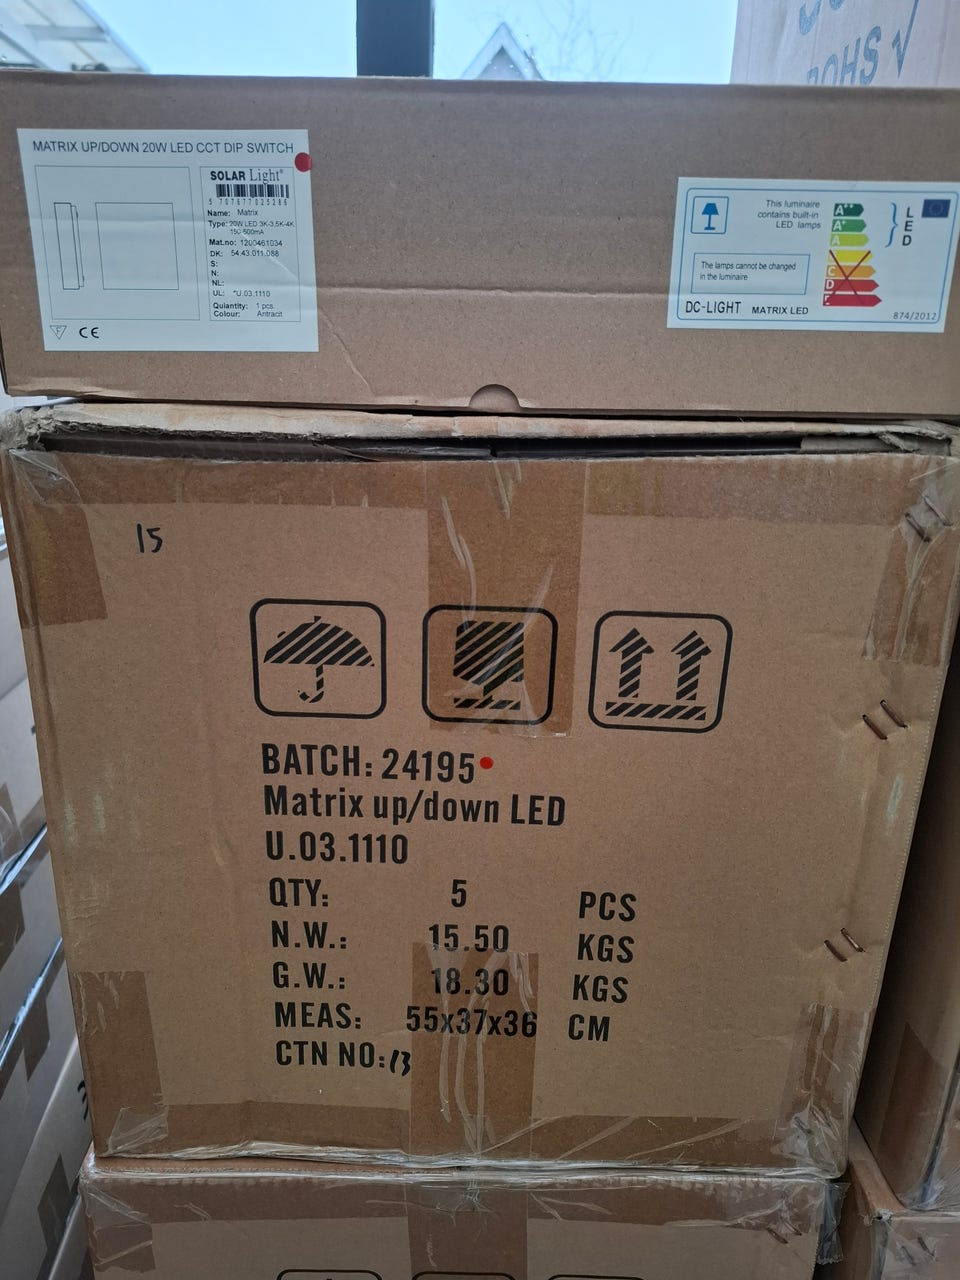 ROHS √
MATRIX UP/DOWN 20W LED CCT DIP SWITCH
SOLAR Light®
5 707677025286
Name: Matrix
Type: 20W LED 3K-3,5K-4K
150-500mA
Mat.no: 1200461034
DK: 54.43.011.088
S:
N:
NL:
UL: *U.03.1110
Quiantity: 1 pcs.
Colour: Antracit
F CE
This luminaire
contains built-in
LED lamps
The lamps cannot be changed
in the luminaire
A++
A+
A
C
D
E
L
E
D
DC-LIGHT MATRIX LED
874/2012
15
BATCH: 24195
Matrix up/down LED
U.03.1110
QTY: 5 PCS
N.W.: 15.50 KGS
G.W.: 18.30 KGS
MEAS: 55x37x36 CM
CTN NO: 13